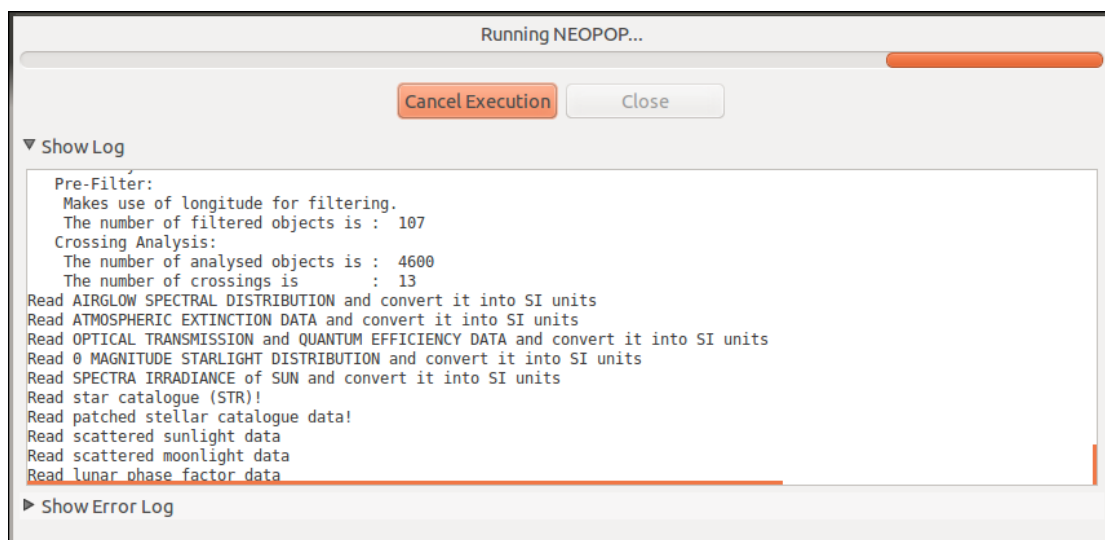 Running NEOPOP...
Cancel Execution
Close
Show Log
Pre-Filter:
Makes use of longitude for filtering.
The number of filtered objects is : 107
Crossing Analysis:
The number of analysed objects is : 4600
The number of crossings is : 13
Read AIRGLOW SPECTRAL DISTRIBUTION and convert it into SI units
Read ATMOSPHERIC EXTINCTION DATA and convert it into SI units
Read OPTICAL TRANSMISSION and QUANTUM EFFICIENCY DATA and convert it into SI units
Read 0 MAGNITUDE STARLIGHT DISTRIBUTION and convert it into SI units
Read SPECTRA IRRADIANCE of SUN and convert it into SI units
Read star catalogue (STR)!
Read patched stellar catalogue data!
Read scattered sunlight data
Read scattered moonlight data
Read lunar phase factor data
Show Error Log